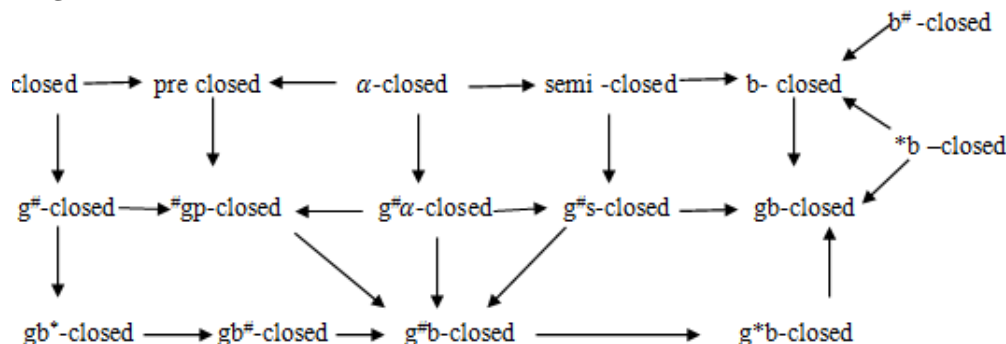 b# -closed
closed pre closed α-closed semi -closed b- closed
*b –closed
g#-closed #gp-closed g#α-closed g#s-closed gb-closed
gb*-closed gb#-closed g#b-closed g*b-closed